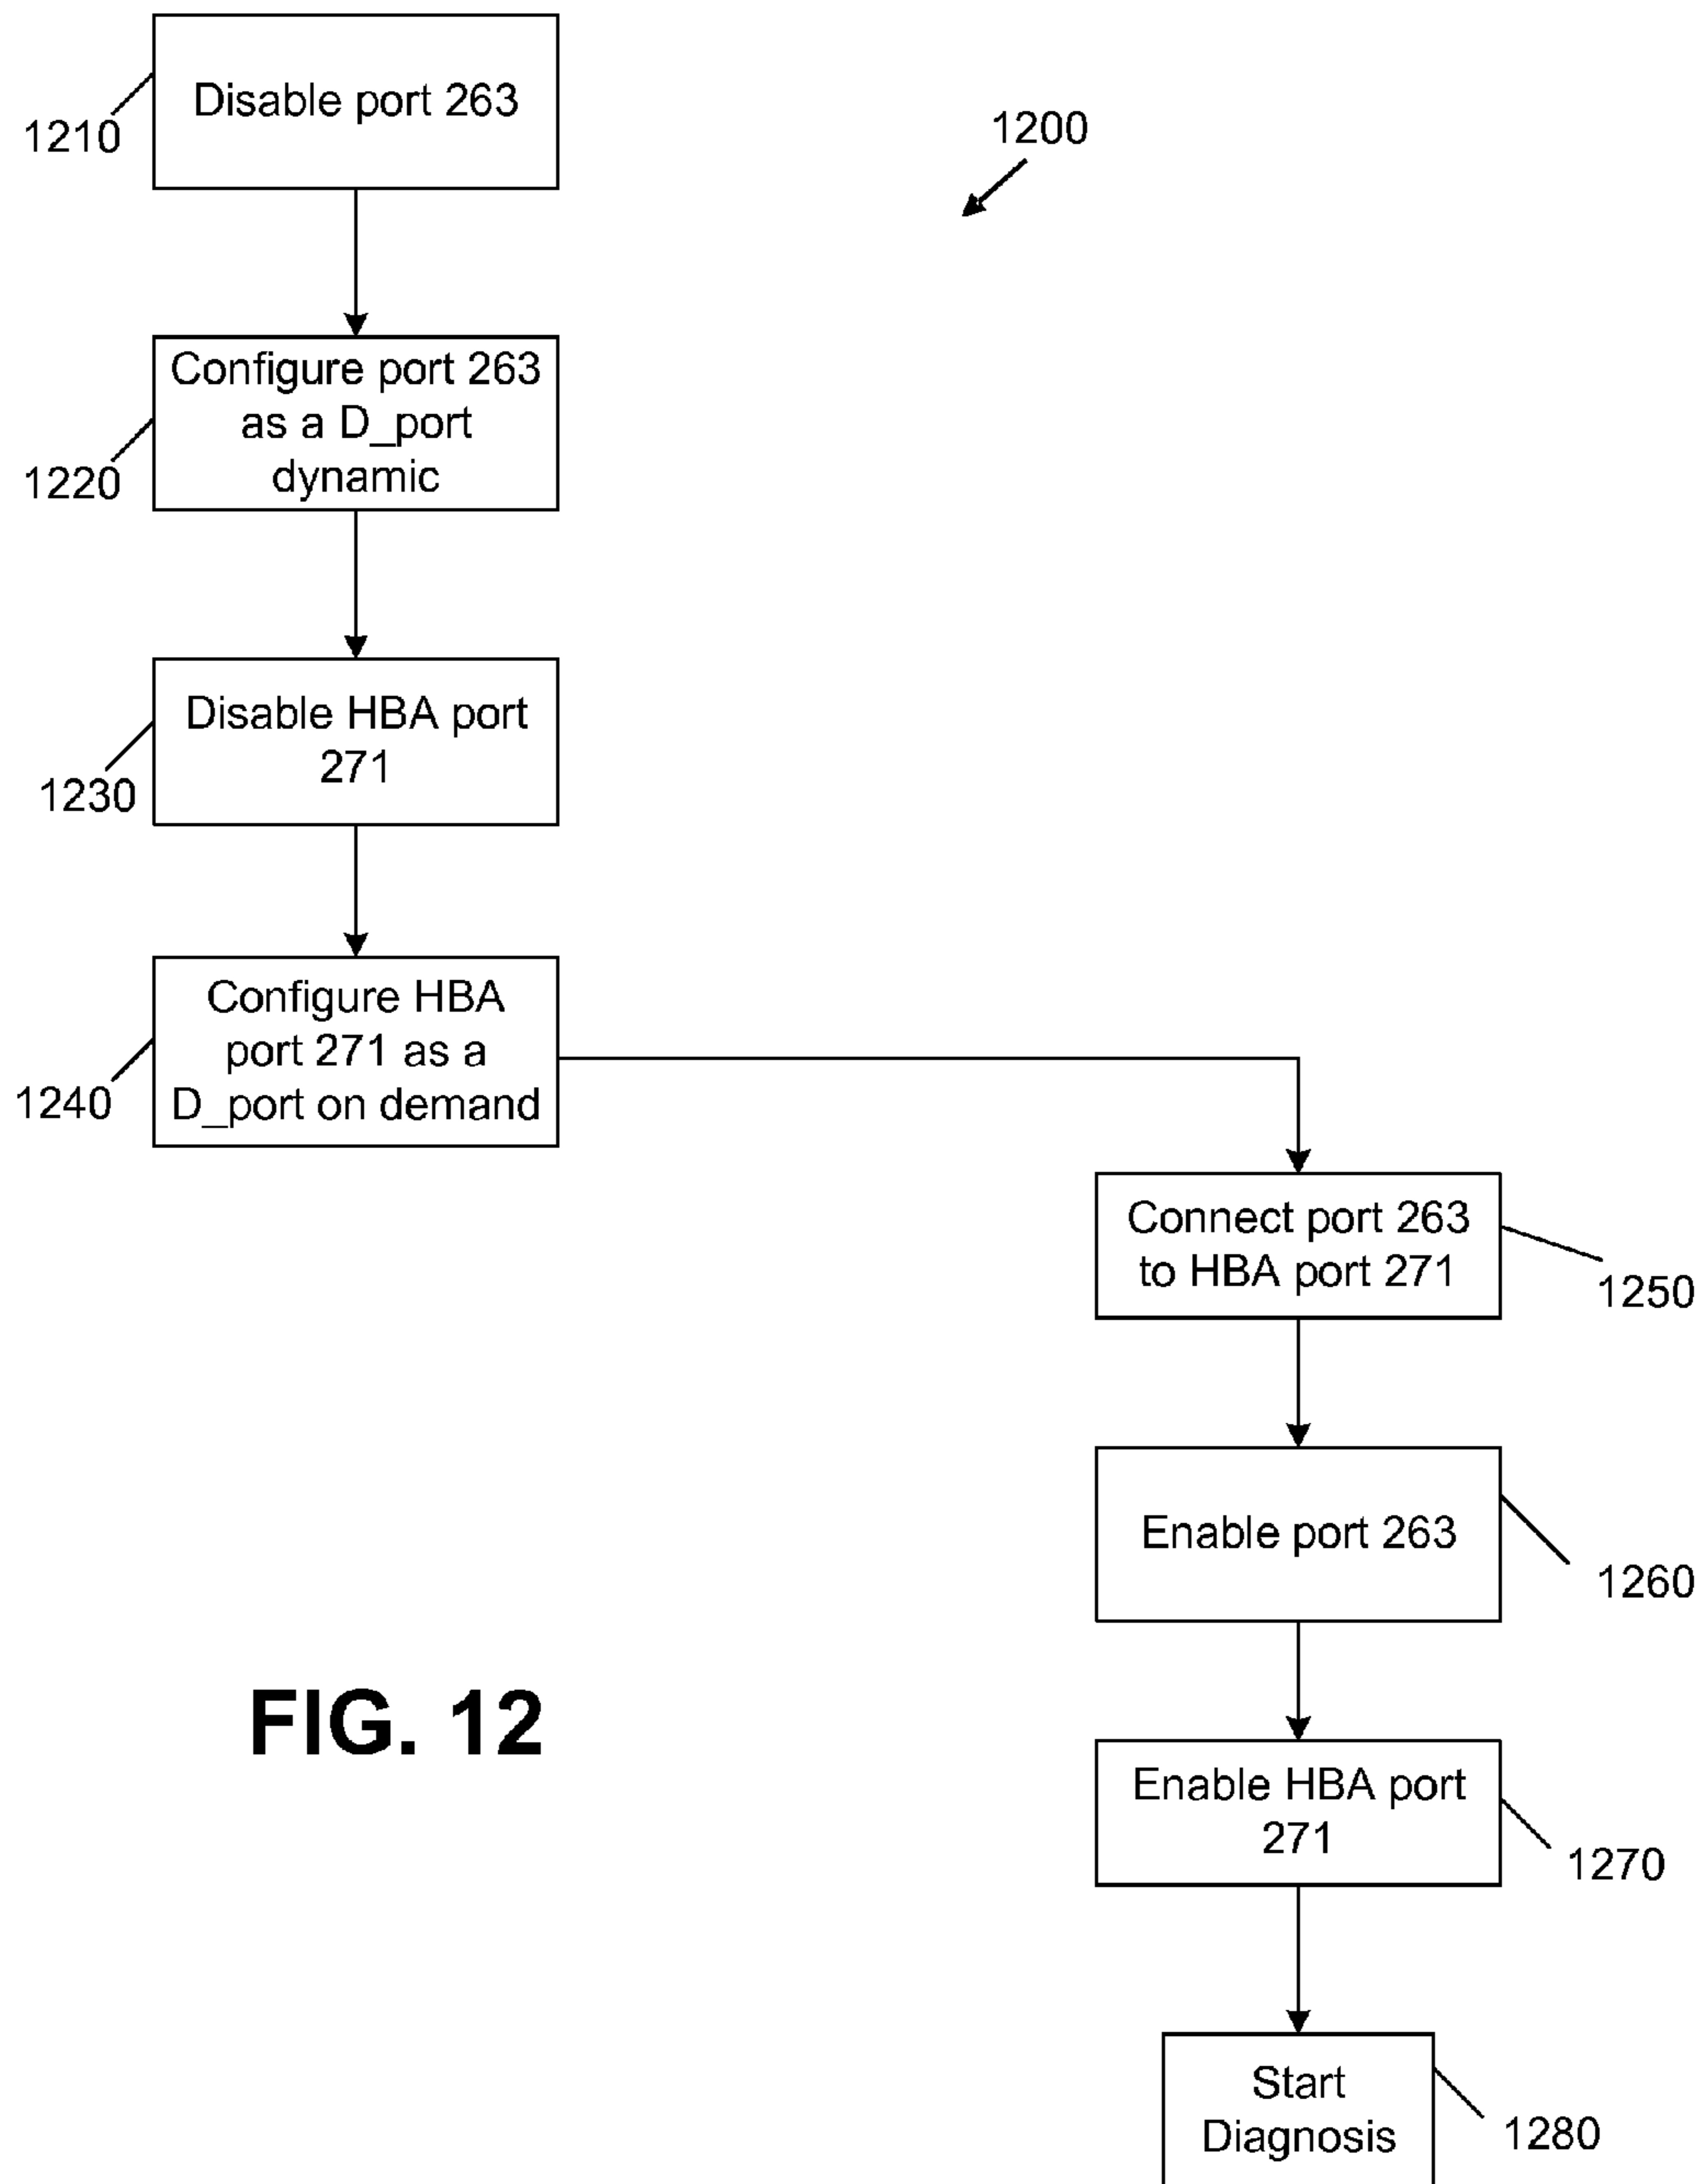 Disable port 263
1210
1200
Configure port 263
as a D_port
dynamic
1220
Disable HBA port
271
1230
Configure HBA
port 271 as a
D_port on demand
1240
Connect port 263
to HBA port 271
1250
Enable port 263
1260
Enable HBA port
271
1270
Start
Diagnosis
1280
FIG. 12